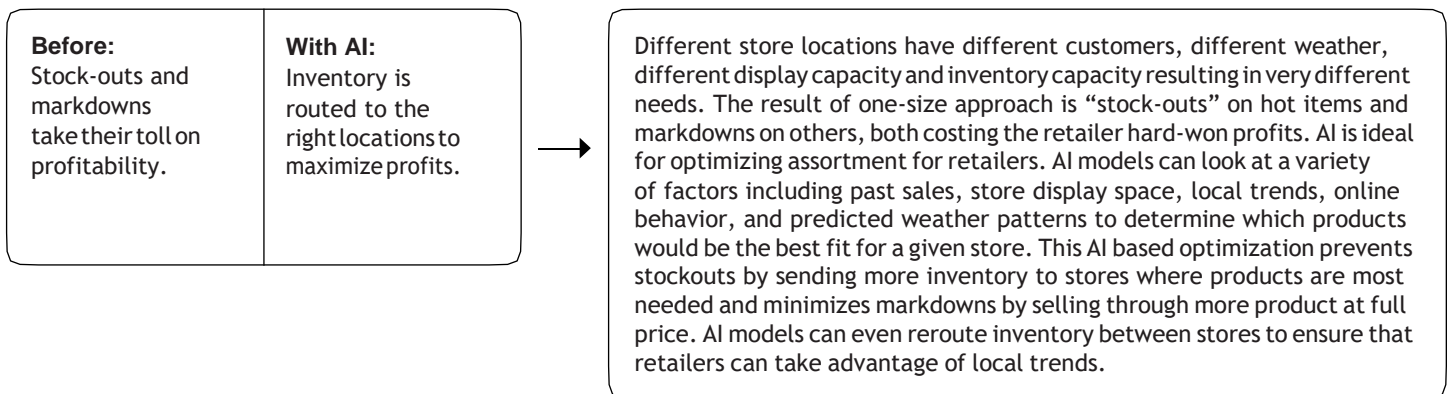 Before:
Stock-outs and
markdowns
take their toll on
profitability.
With AI:
Inventory is
routed to the
right locations to
maximize profits.
Different store locations have different customers, different weather,
different display capacity and inventory capacity resulting in very different
needs. The result of one-size approach is “stock-outs” on hot items and
markdowns on others, both costing the retailer hard-won profits. AI is ideal
for optimizing assortment for retailers. AI models can look at a variety
of factors including past sales, store display space, local trends, online
behavior, and predicted weather patterns to determine which products
would be the best fit for a given store. This AI based optimization prevents
stockouts by sending more inventory to stores where products are most
needed and minimizes markdowns by selling through more product at full
price. AI models can even reroute inventory between stores to ensure that
retailers can take advantage of local trends.